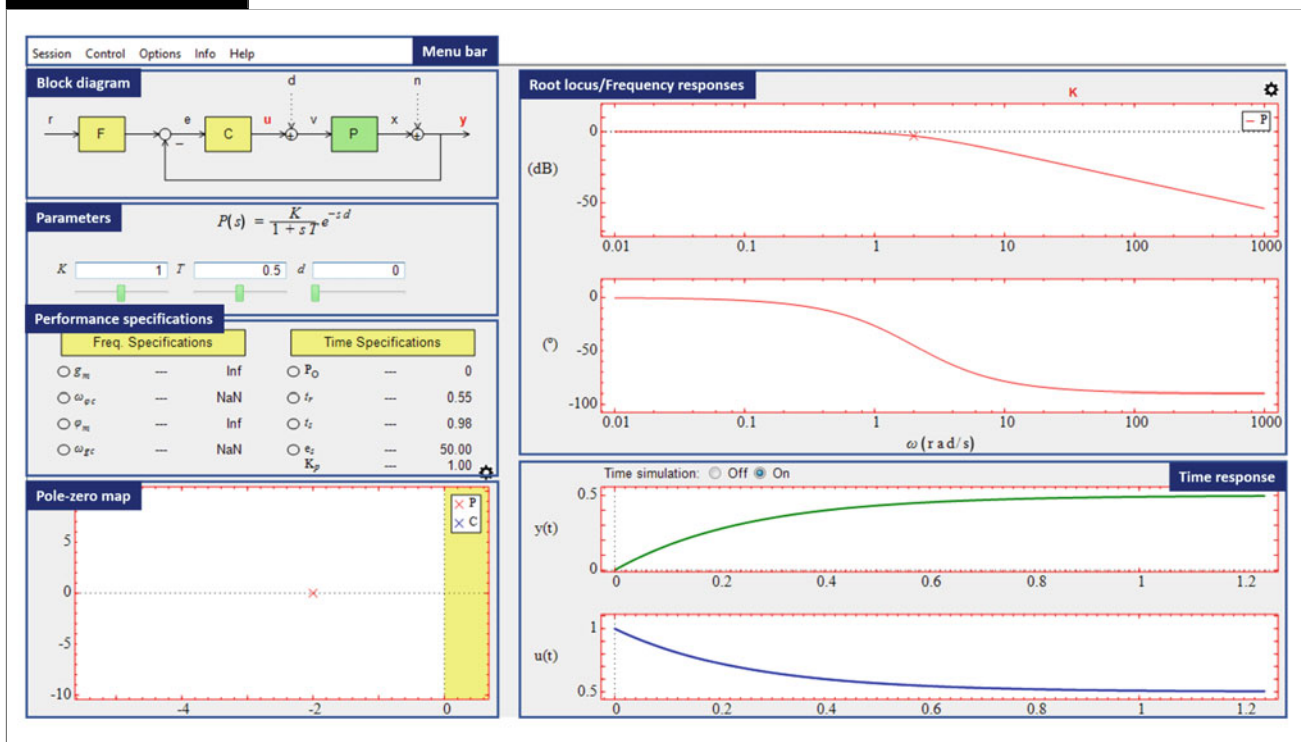 Session Control Options Info Help
Menu bar
Block diagram
d n
r e u v x y
F C + P +
−
Parameters
P(s) = K / (1 + s T) e^{-s d}
K 1 T 0.5 d 0
Performance specifications
Freq. Specifications Time Specifications
g_m --- Inf P_O --- 0
ω_φc --- NaN t_r --- 0.55
φ_m --- Inf t_s --- 0.98
ω_gc --- NaN e_s --- 50.00
K_p --- 1.00
Pole-zero map
× P
× C
5
0
-5
-10
-4 -2 0
Root locus/Frequency responses
K
P
0
(dB)
-50
0.01 0.1 1 10 100 1000
0
(º) -50
-100
0.01 0.1 1 10 100 1000
ω (rad/s)
Time simulation: Off On
Time response
0.5
y(t)
0
0 0.2 0.4 0.6 0.8 1 1.2
1
u(t)
0.5
0 0.2 0.4 0.6 0.8 1 1.2